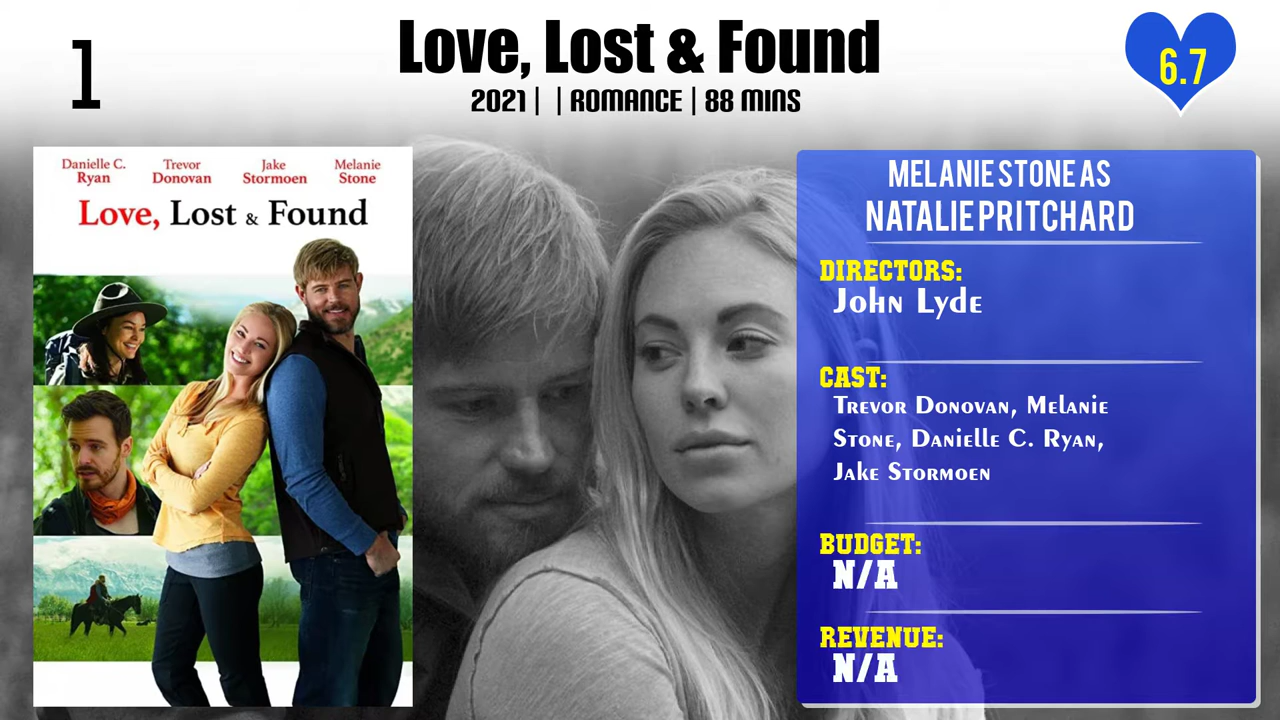 1
Love, Lost & Found
2021 | | ROMANCE | 88 MINS
6.7
Danielle C. Ryan
Trevor Donovan
Jake Stormoen
Melanie Stone
Love, Lost & Found
MELANIE STONE AS
NATALIE PRITCHARD
DIRECTORS:
John Lyde
CAST:
Trevor Donovan, Melanie
Stone, Danielle C. Ryan,
Jake Stormoen
BUDGET:
N/A
REVENUE:
N/A